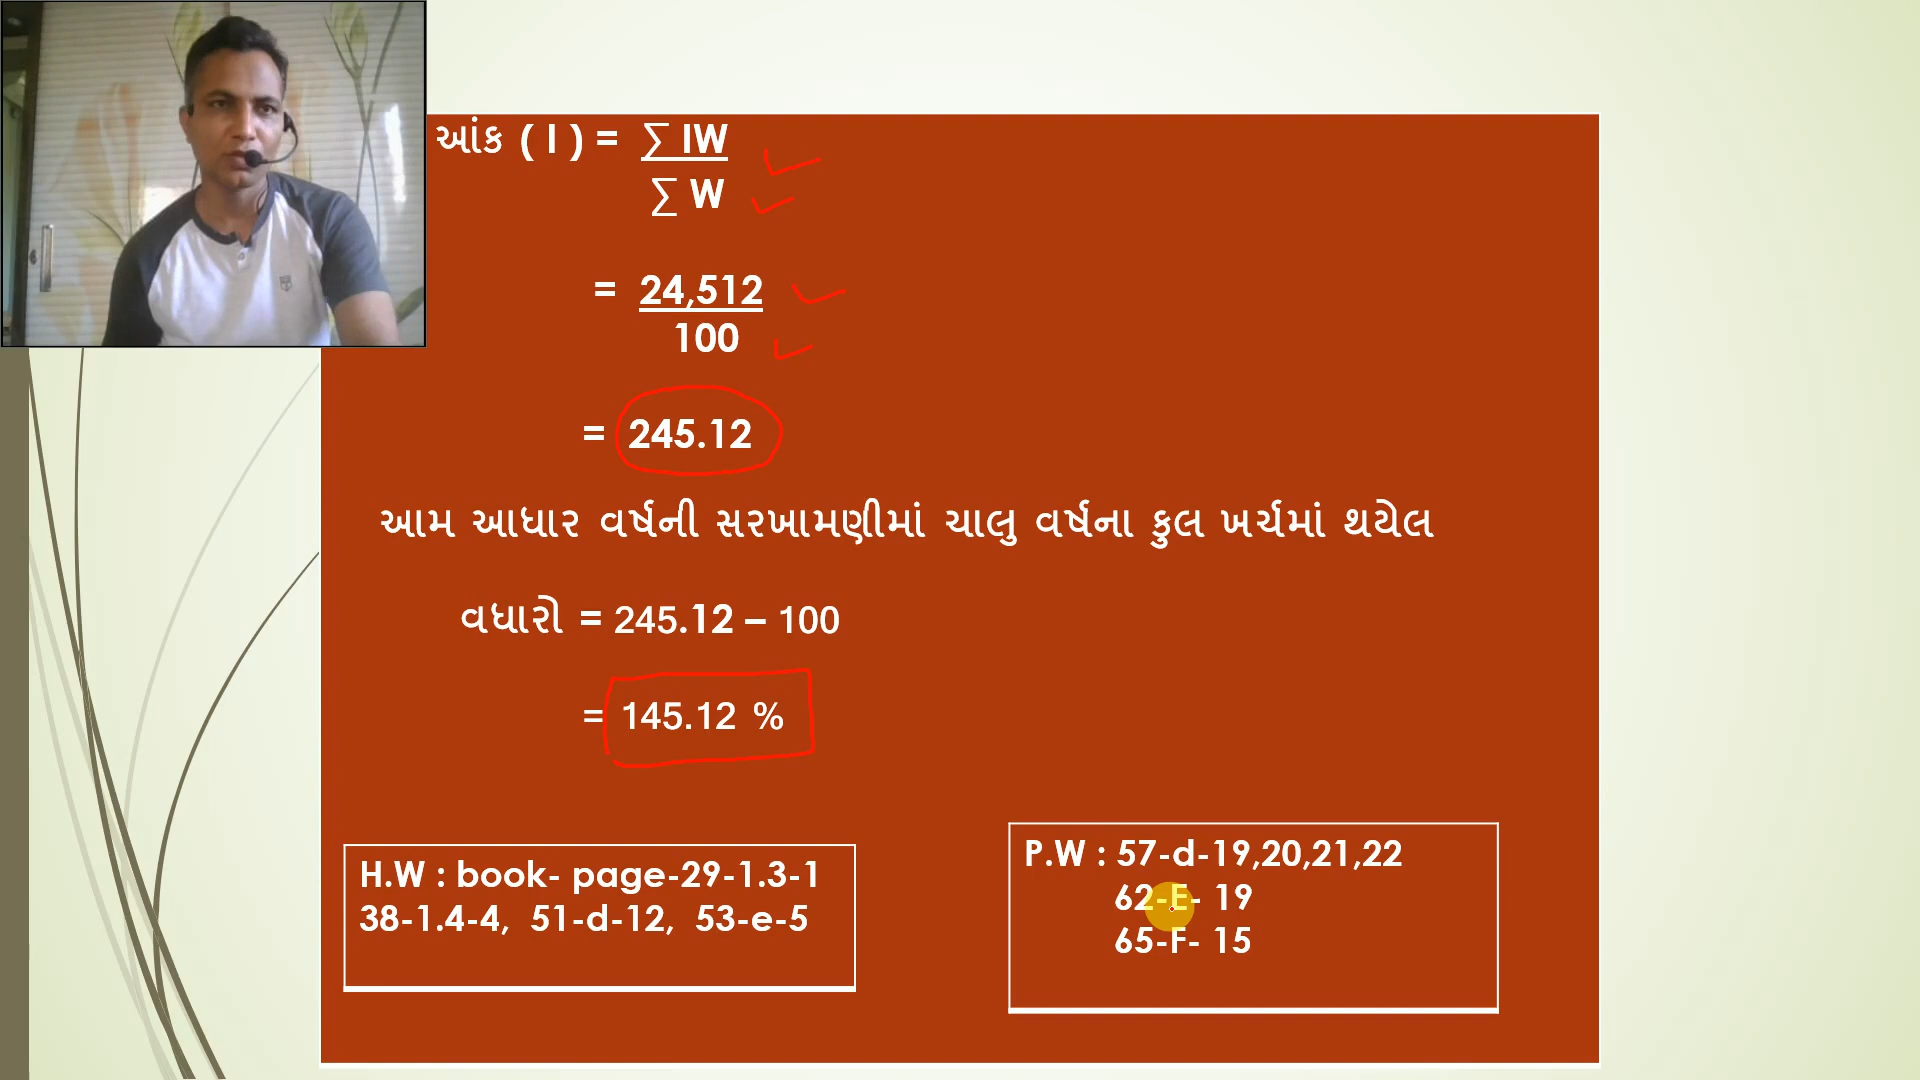 આંક ( I ) = ∑ IW
∑ W
= 24,512
100
= 245.12
આમ આધાર વર્ષની સરખામણીમાં ચાલુ વર્ષના કુલ ખર્ચમાં થયેલ
વધારો = 245.12 – 100
= 145.12 %
H.W : book- page-29-1.3-1
38-1.4-4, 51-d-12, 53-e-5
P.W : 57-d-19,20,21,22
62-E- 19
65-F- 15